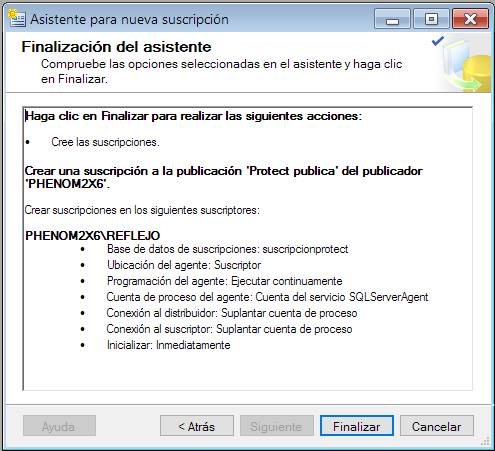 Asistente para nueva suscripción
Finalización del asistente
Compruebe las opciones seleccionadas en el asistente y haga clic
en Finalizar.
Haga clic en Finalizar para realizar las siguientes acciones:
• Cree las suscripciones.
Crear una suscripción a la publicación 'Protect publica' del publicador
'PHENOM2X6'.
Crear suscripciones en los siguientes suscriptores:
PHENOM2X6\REFLEJO
• Base de datos de suscripciones: suscripcionprotect
• Ubicación del agente: Suscriptor
• Programación del agente: Ejecutar continuamente
• Cuenta de proceso del agente: Cuenta del servicio SQLServerAgent
• Conexión al distribuidor: Suplantar cuenta de proceso
• Conexión al suscriptor: Suplantar cuenta de proceso
• Inicializar: Inmediatamente
Ayuda < Atrás Siguiente Finalizar Cancelar